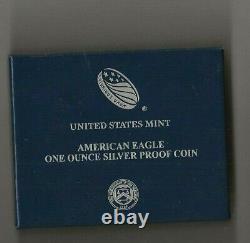 UNITED STATES MINT
AMERICAN EAGLE
ONE OUNCE SILVER PROOF COIN